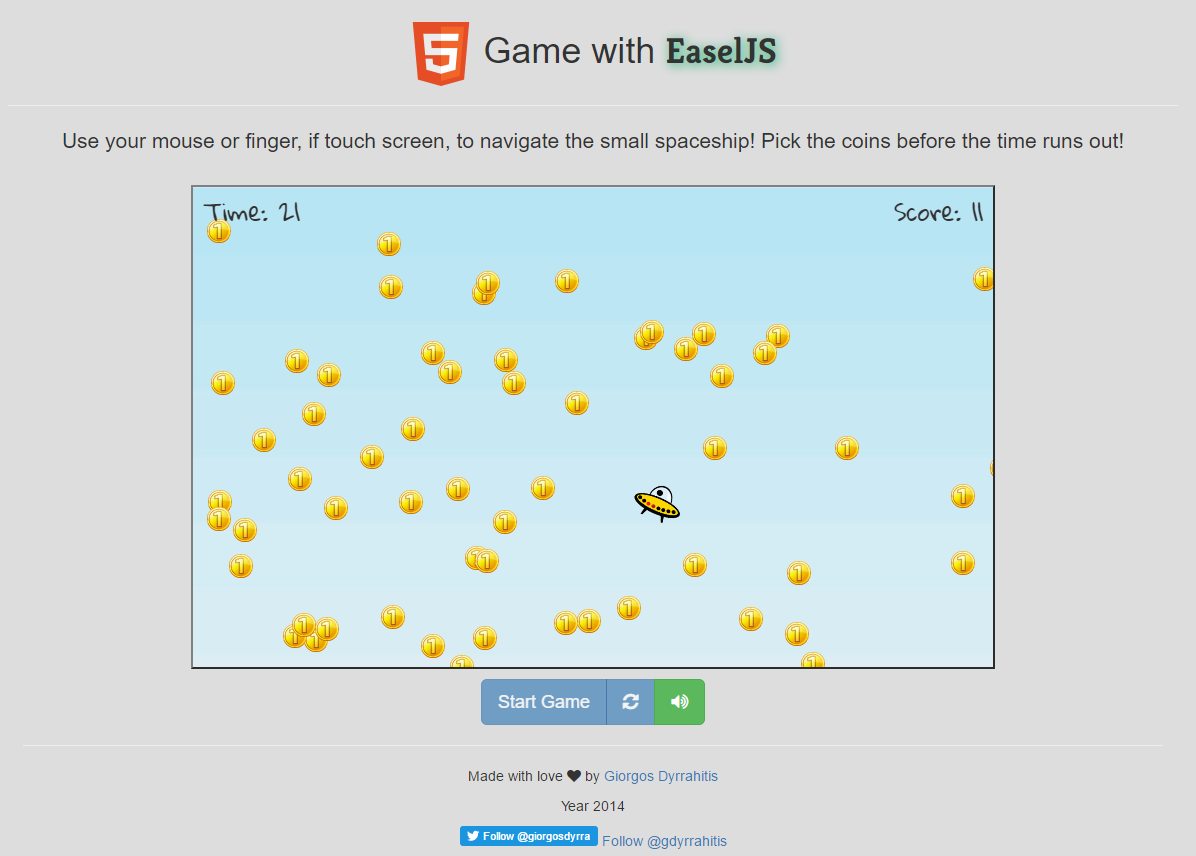 5 Game with EaselJS
Use your mouse or finger, if touch screen, to navigate the small spaceship! Pick the coins before the time runs out!
Time: 21 Score: 11
Start Game
Made with love by Giorgos Dyrrahitis
Year 2014
Follow @giorgosdyrra Follow @gdyrrahitis